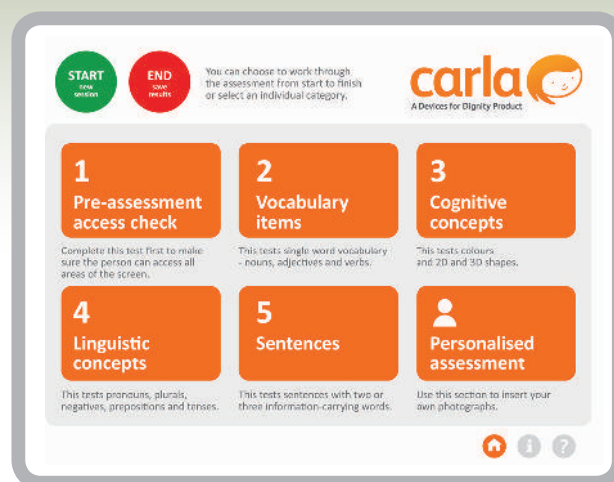 START
new
session
END
save
results
You can choose to work through
the assessment from start to finish
or select an individual category.
carla
A Devices for Dignity Product
1
Pre-assessment
access check
Complete this test first to make
sure the person can access all
areas of the screen.
2
Vocabulary
items
This tests single word vocabulary
- nouns, adjectives and verbs.
3
Cognitive
concepts
This tests colours
and 2D and 3D shapes.
4
Linguistic
concepts
This tests pronouns, plurals,
negatives, prepositions and tenses.
5
Sentences
This tests sentences with two or
three information-carrying words.
Personalised
assessment
Use this section to insert your
own photographs.
i
?